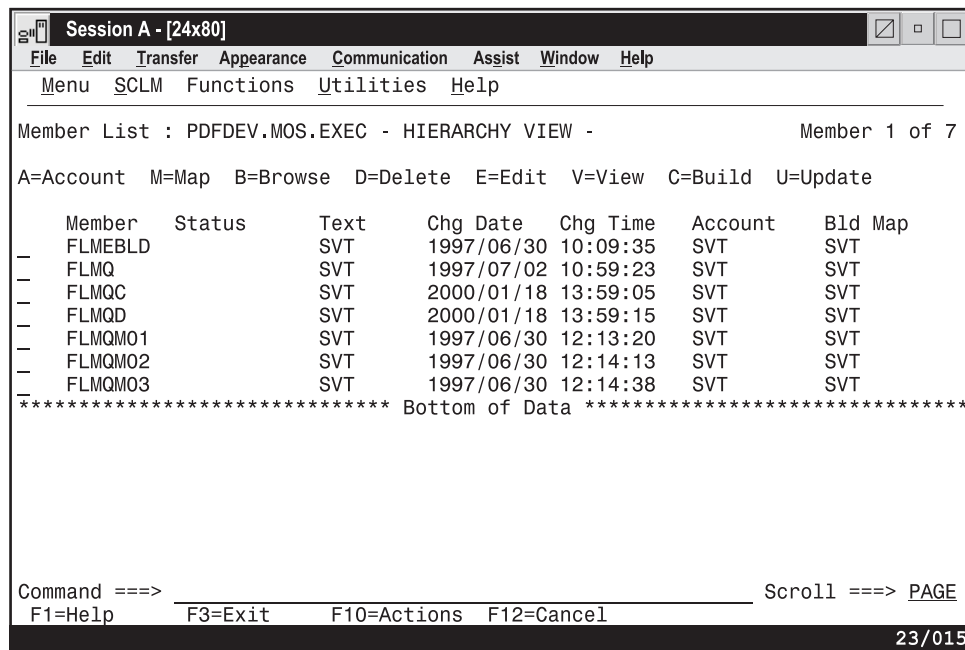 Session A - [24x80]
File Edit Transfer Appearance Communication Assist Window Help
Menu SCLM Functions Utilities Help
Member List : PDFDEV.MOS.EXEC - HIERARCHY VIEW - Member 1 of 7
A=Account M=Map B=Browse D=Delete E=Edit V=View C=Build U=Update
Member Status Text Chg Date Chg Time Account Bld Map
_ FLMEBLD SVT 1997/06/30 10:09:35 SVT SVT
_ FLMQ SVT 1997/07/02 10:59:23 SVT SVT
_ FLMQC SVT 2000/01/18 13:59:05 SVT SVT
_ FLMQD SVT 2000/01/18 13:59:15 SVT SVT
_ FLMQMO1 SVT 1997/06/30 12:13:20 SVT SVT
_ FLMQMO2 SVT 1997/06/30 12:14:13 SVT SVT
_ FLMQMO3 SVT 1997/06/30 12:14:38 SVT SVT
******************************* Bottom of Data ********************************
Command ===> Scroll ===> PAGE
F1=Help F3=Exit F10=Actions F12=Cancel
23/015